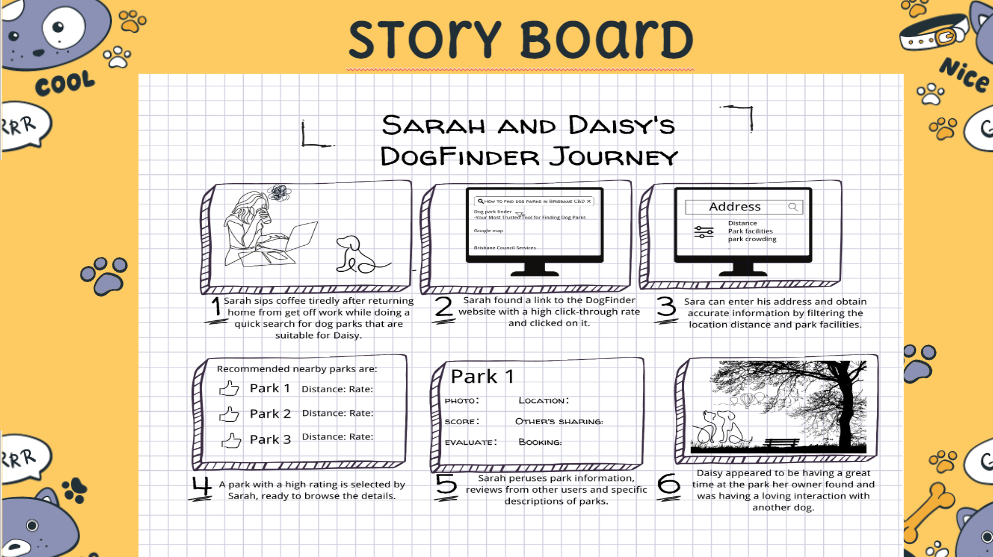 STORY BOARD
COOL
Nice
RRR
G
SARAH AND DAISY'S
DOGFINDER JOURNEY
HOW TO FIND DOG PARKS IN BRISBANE CBD X
Dog park finder
-Your Most Trusted Tool for Finding Dog Parks
Google map
Brisbane Council Services
Address
Distance
Park facilities
park crowding
1 Sarah sips coffee tiredly after returning
home from get off work while doing a
quick search for dog parks that are
suitable for Daisy.
2 Sarah found a link to the DogFinder
website with a high click-through rate
and clicked on it.
3 Sara can enter his address and obtain
accurate information by filtering the
location distance and park facilities.
Recommended nearby parks are:
Park 1 Distance: Rate:
Park 2 Distance: Rate:
Park 3 Distance: Rate:
Park 1
PHOTO: LOCATION:
SCORE: OTHER'S SHARING:
EVALUATE: BOOKING:
4 A park with a high rating is selected by
Sarah, ready to browse the details.
5 Sarah peruses park information,
reviews from other users and specific
descriptions of parks.
6 Daisy appeared to be having a great
time at the park her owner found and
was having a loving interaction with
another dog.
RRR
G